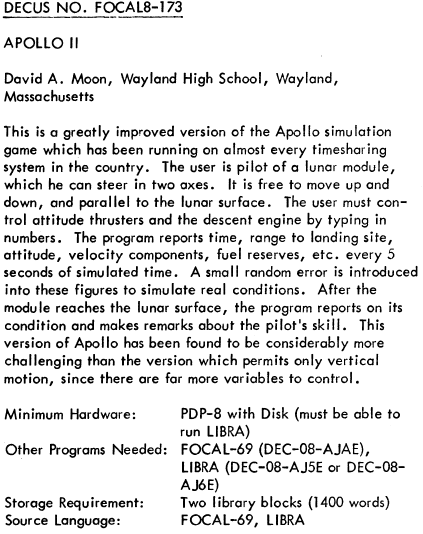 DECUS NO. FOCAL8-173
APOLLO II
David A. Moon, Wayland High School, Wayland,
Massachusetts
This is a greatly improved version of the Apollo simulation
game which has been running on almost every timesharing
system in the country. The user is pilot of a lunar module,
which he can steer in two axes. It is free to move up and
down, and parallel to the lunar surface. The user must con-
trol attitude thrusters and the descent engine by typing in
numbers. The program reports time, range to landing site,
attitude, velocity components, fuel reserves, etc. every 5
seconds of simulated time. A small random error is introduced
into these figures to simulate real conditions. After the
module reaches the lunar surface, the program reports on its
condition and makes remarks about the pilot's skill. This
version of Apollo has been found to be considerably more
challenging than the version which permits only vertical
motion, since there are far more variables to control.
Minimum Hardware: PDP-8 with Disk (must be able to
run LIBRA)
Other Programs Needed: FOCAL-69 (DEC-08-AJAE),
LIBRA (DEC-08-AJ5E or DEC-08-
AJ6E)
Storage Requirement: Two library blocks (1400 words)
Source Language: FOCAL-69, LIBRA